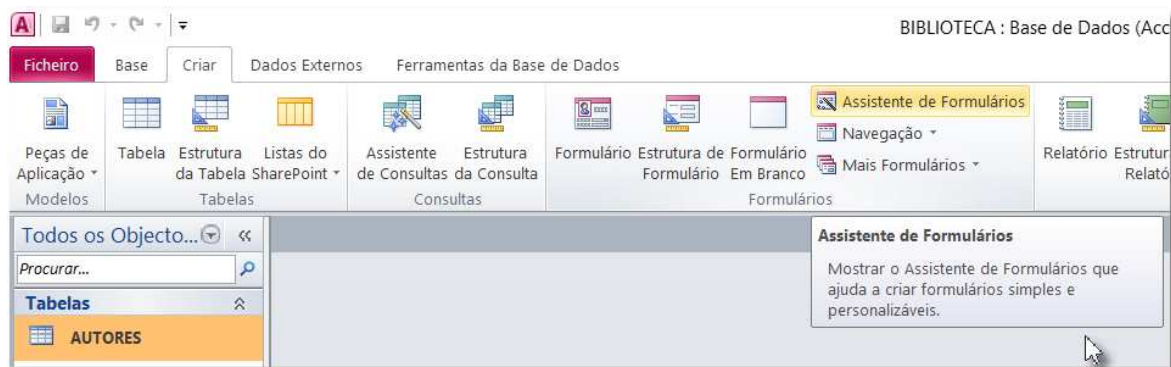 BIBLIOTECA : Base de Dados (Acc
Ficheiro Base Criar Dados Externos Ferramentas da Base de Dados
Peças de Aplicação
Tabela
Estrutura da Tabela
Listas do SharePoint
Assistente de Consultas
Estrutura da Consulta
Formulário
Estrutura de Formulário
Formulário Em Branco
Assistente de Formulários
Navegação
Mais Formulários
Relatório
Estrutur
Relató
Modelos Tabelas Consultas Formulários
Todos os Objecto...
Procurar...
Tabelas
AUTORES
Assistente de Formulários
Mostrar o Assistente de Formulários que
ajuda a criar formulários simples e
personalizáveis.